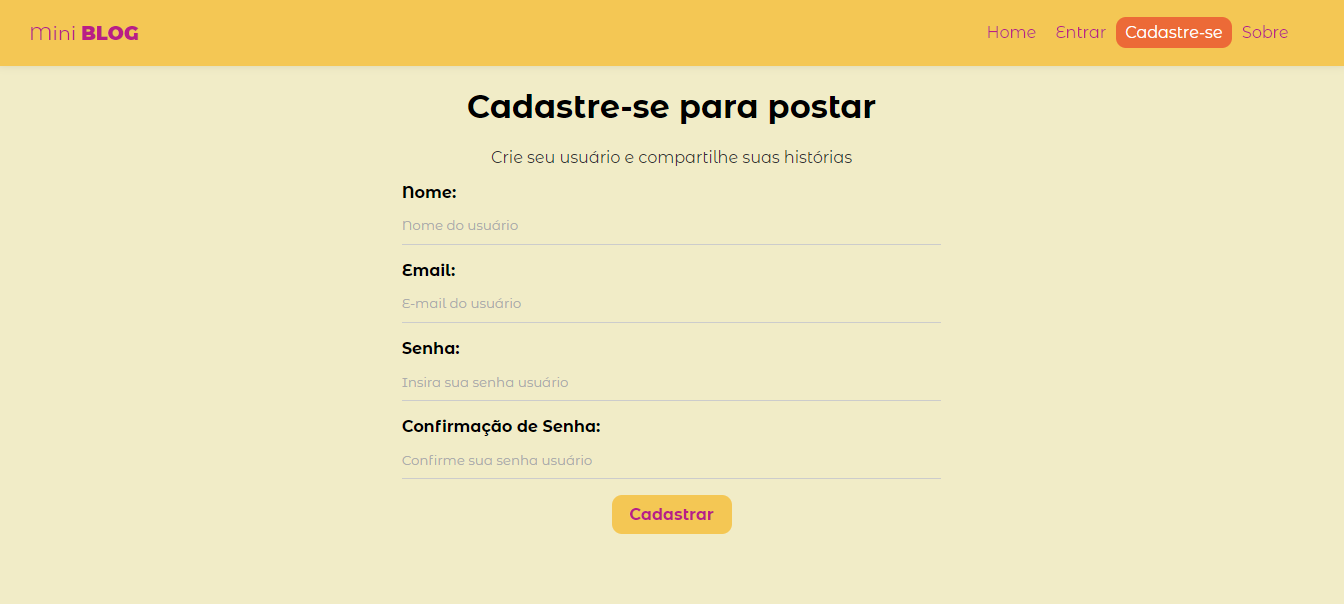 Mini BLOG
Home Entrar Cadastre-se Sobre
Cadastre-se para postar
Crie seu usuário e compartilhe suas histórias
Nome:
Nome do usuário
Email:
E-mail do usuário
Senha:
Insira sua senha usuário
Confirmação de Senha:
Confirme sua senha usuário
Cadastrar